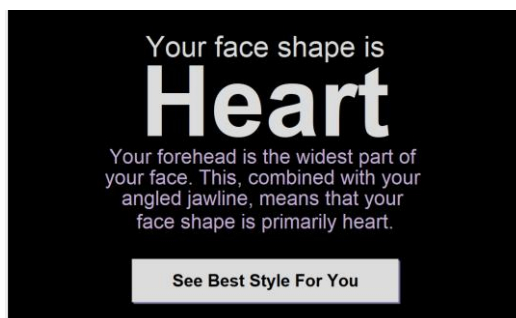 Your face shape is
Heart
Your forehead is the widest part of
your face. This, combined with your
angled jawline, means that your
face shape is primarily heart.
See Best Style For You